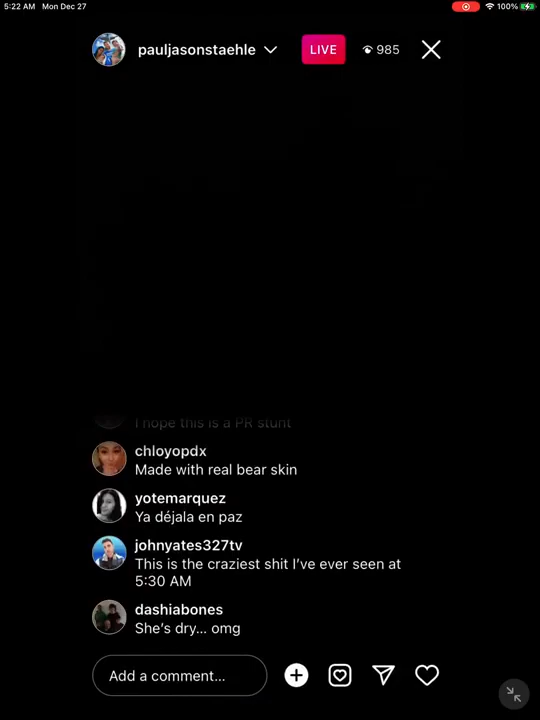 5:22 AM Mon Dec 27
100%
pauljasonstaehle
LIVE
985
I hope this is a PR stunt
chloyopdx
Made with real bear skin
yotemarquez
Ya déjala en paz
johnyates327tv
This is the craziest shit I've ever seen at
5:30 AM
dashiabones
She's dry... omg
Add a comment...